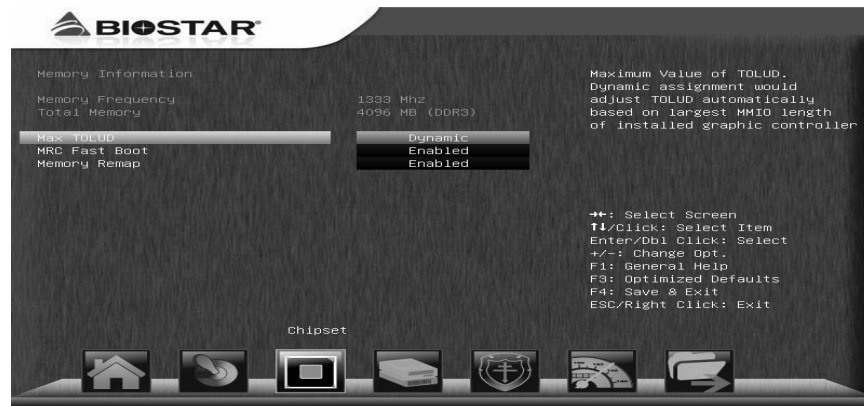 BIOSTAR
Memory Information
Memory Frequency 1333 Mhz
Total Memory 4096 MB (DDR3)
Max TOLUD Dynamic
MRC Fast Boot Enabled
Memory Remap Enabled
Maximum Value of TOLUD.
Dynamic assignment would
adjust TOLUD automatically
based on largest MMIO length
of installed graphic controller
→←: Select Screen
↑↓/Click: Select Item
Enter/Dbl Click: Select
+/-: Change Opt.
F1: General Help
F3: Optimized Defaults
F4: Save & Exit
ESC/Right Click: Exit
Chipset